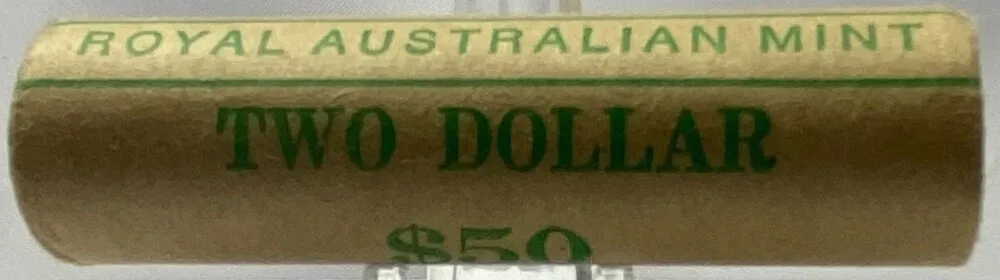 ROYAL AUSTRALIAN MINT
TWO DOLLAR
$50